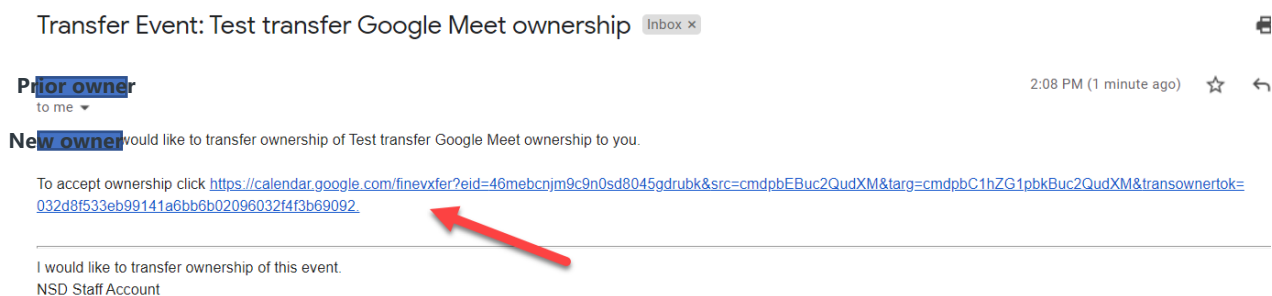 Transfer Event: Test transfer Google Meet ownership Inbox ×
Prior owner 2:08 PM (1 minute ago)
to me
New owner would like to transfer ownership of Test transfer Google Meet ownership to you.
To accept ownership click https://calendar.google.com/finevxfer?eid=46mebcnjm9c9n0sd8045gdrubk&src=cmdpbEBuc2QudXM&targ=cmdpbC1hZG1pbkBuc2QudXM&transownertok=
032d8f533eb99141a6bb6b02096032f4f3b69092.
I would like to transfer ownership of this event.
NSD Staff Account